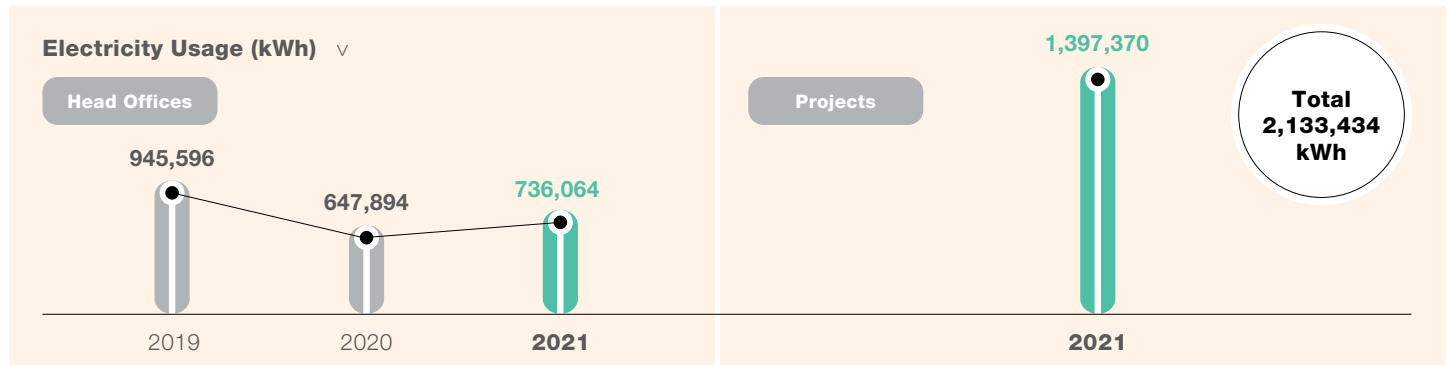 Electricity Usage (kWh) v
Head Offices
945,596
647,894
736,064
2019
2020
2021
Projects
1,397,370
2021
Total
2,133,434
kWh